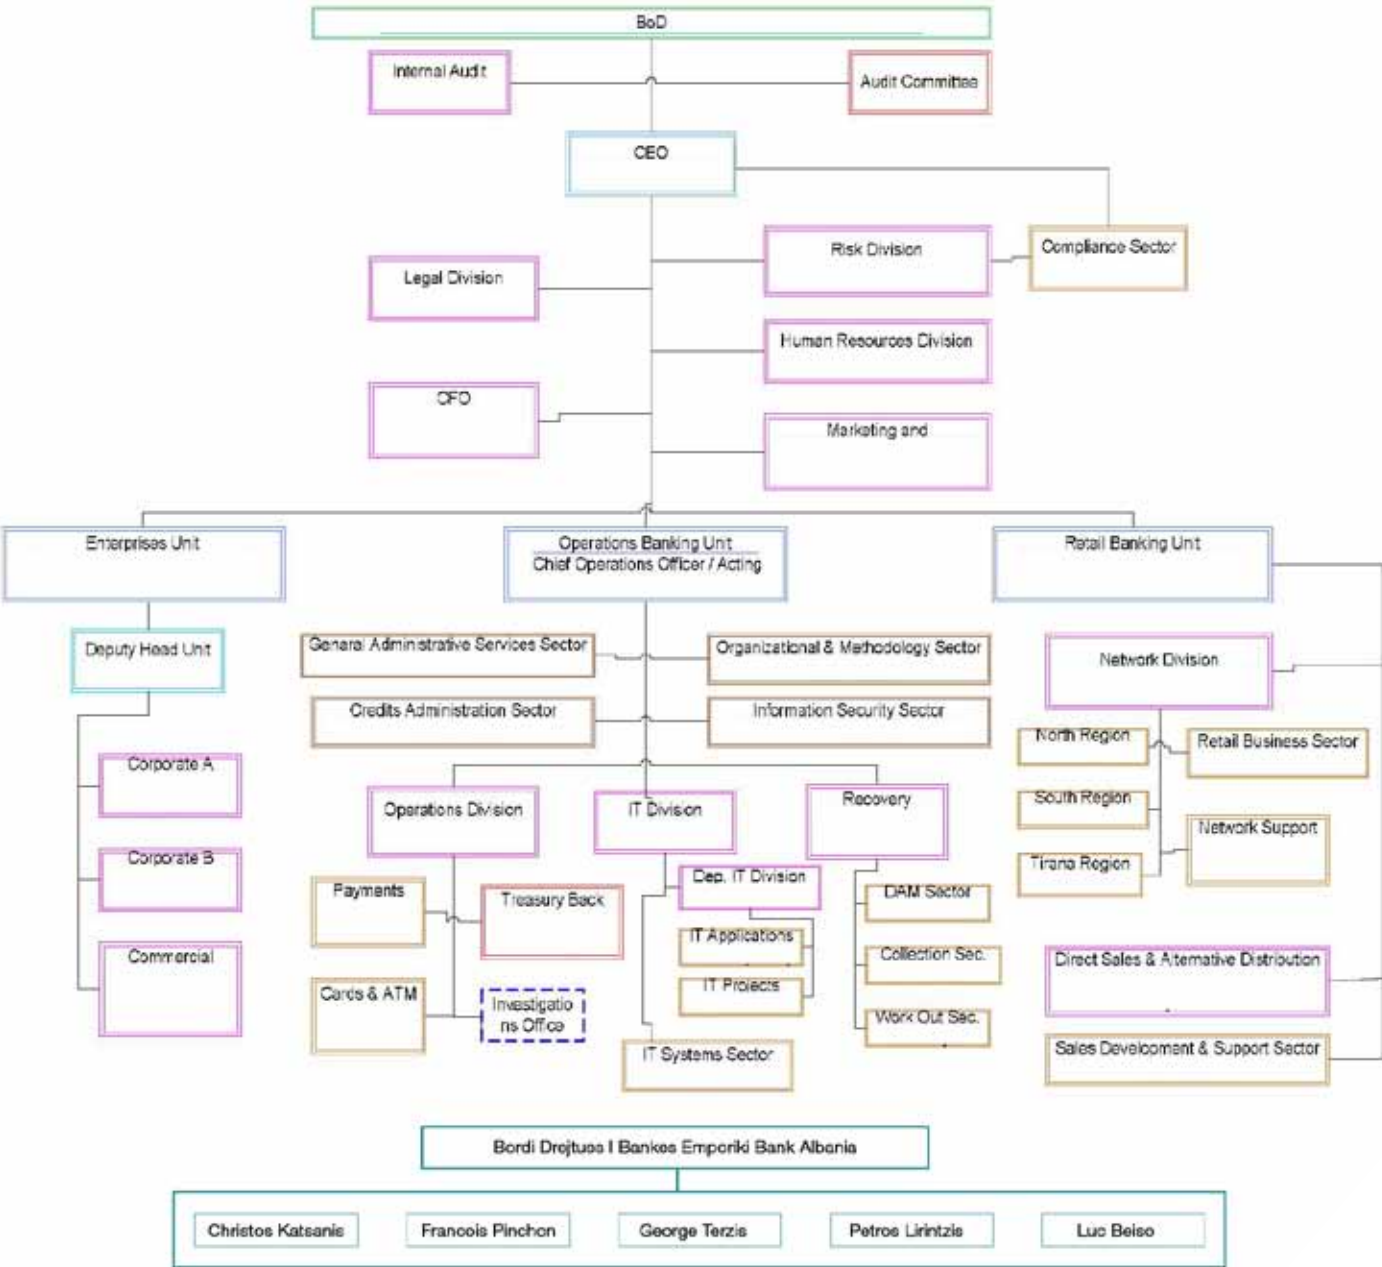 BoD
Internal Audit
Audit Committee
CEO
Risk Division
Compliance Sector
Legal Division
Human Resources Division
CFO
Marketing and
Enterprises Unit
Operations Banking Unit
Chief Operations Officer / Acting
Retail Banking Unit
Deputy Head Unit
General Administrative Services Sector
Organizational & Methodology Sector
Network Division
Credits Administration Sector
Information Security Sector
North Region
Retail Business Sector
Corporate A
Operations Division
IT Division
Recovery
South Region
Network Support
Corporate B
Tirana Region
Payments
Treasury Back
Dep. IT Division
DAM Sector
IT Applications
Commercial
Collection Sec.
Direct Sales & Alternative Distribution
Cards & ATM
Investigatio
ns Office
IT Projects
Work Out Sec.
IT Systems Sector
Sales Development & Support Sector
Bordi Drejtues I Bankes Emporiki Bank Albania
Christos Katsanis
Francois Pinchon
George Terzis
Petros Lirintzis
Luc Beiso